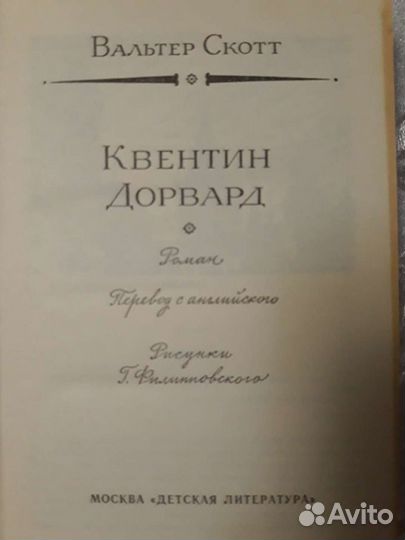 Вальтер Скотт
Квентин
Дорвард
Роман
Перевод с английского
Рисунки
Г. Филипповского
МОСКВА «ДЕТСКАЯ ЛИТЕРАТУРА»
Avito